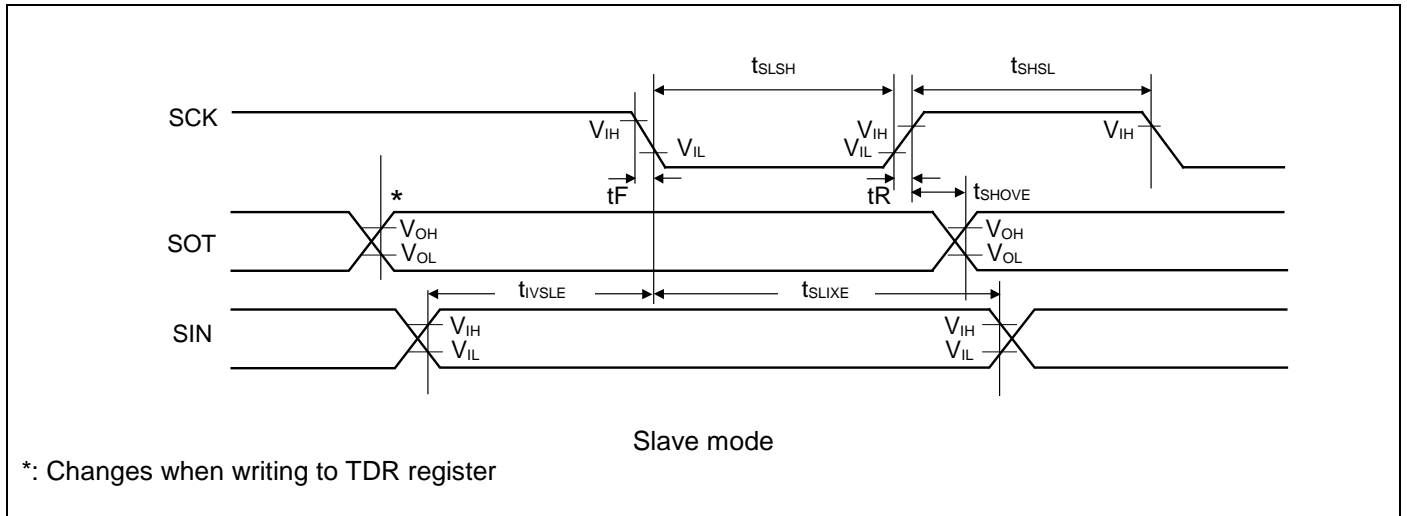 tSLSH tSHSL
SCK
VIH VIL VIL VIH VIH
tF tR tSHOVE
*
SOT
VOH VOH
VOL VOL
tIVSLE tSLIXE
SIN
VIH VIH
VIL VIL
Slave mode
*: Changes when writing to TDR register